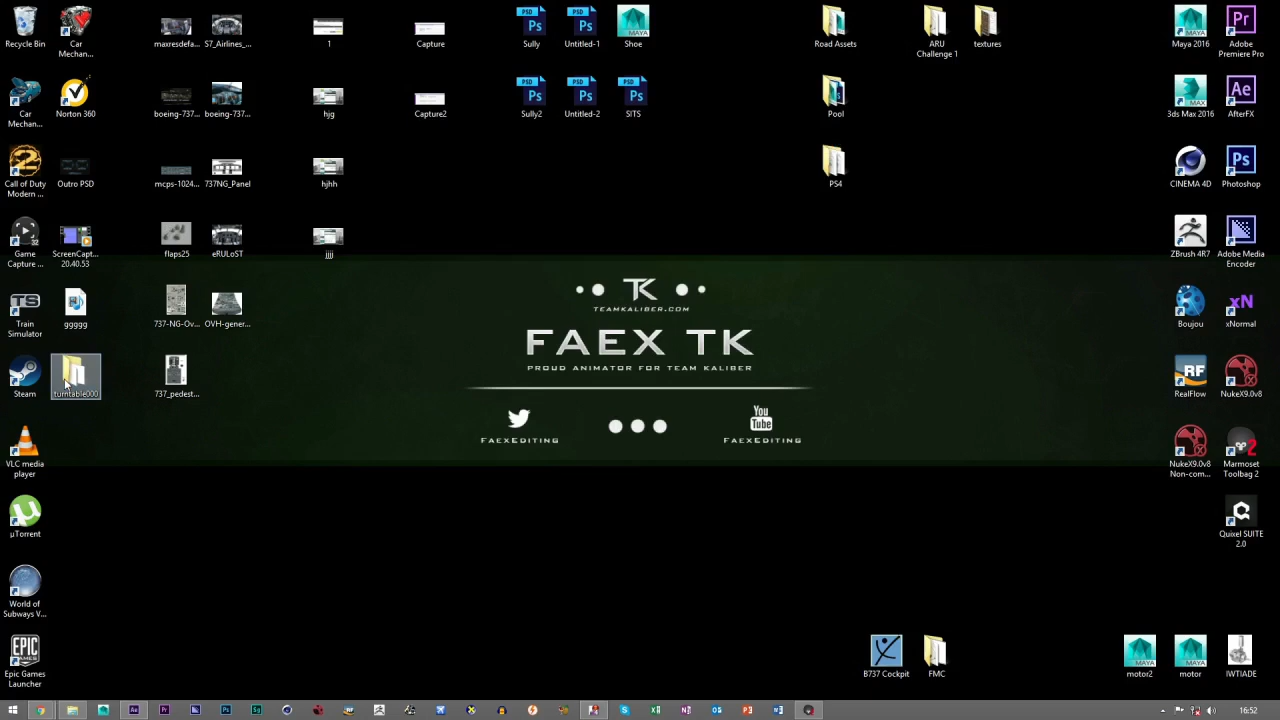 Recycle Bin
Car
Mechan...
maxresdefa...
S7_Airlines_...
1
Capture
Sully
Untitled-1
Shoe
Road Assets
ARU
Challenge 1
textures
Maya 2016
Adobe
Premiere Pro
Car
Mechan...
Norton 360
boeing-737...
boeing-737...
hjg
Capture2
Sully2
Untitled-2
SITS
Pool
3ds Max 2016
AfterFX
Call of Duty
Modern ...
Outro PSD
mcps-1024...
737NG_Panel
hjhh
PS4
CINEMA 4D
Photoshop
Game
Capture ...
ScreenCapt...
20.40.53
flaps25
eRULoST
jjjj
ZBrush 4R7
Adobe Media
Encoder
Train
Simulator
ggggg
737-NG-Ov...
OVH-gener...
TK
TEAMKALIBER.COM
FAEX TK
PROUD ANIMATOR FOR TEAM KALIBER
Boujou
xNormal
Steam
turntable000
737_pedest...
RealFlow
NukeX9.0v8
You
Tube
FAEXEDITING
FAEXEDITING
VLC media
player
NukeX9.0v8
Non-com...
Marmoset
Toolbag 2
µTorrent
Quixel SUITE
2.0
World of
Subways V...
Epic Games
Launcher
B737 Cockpit
FMC
motor2
motor
IWTIADE
16:52